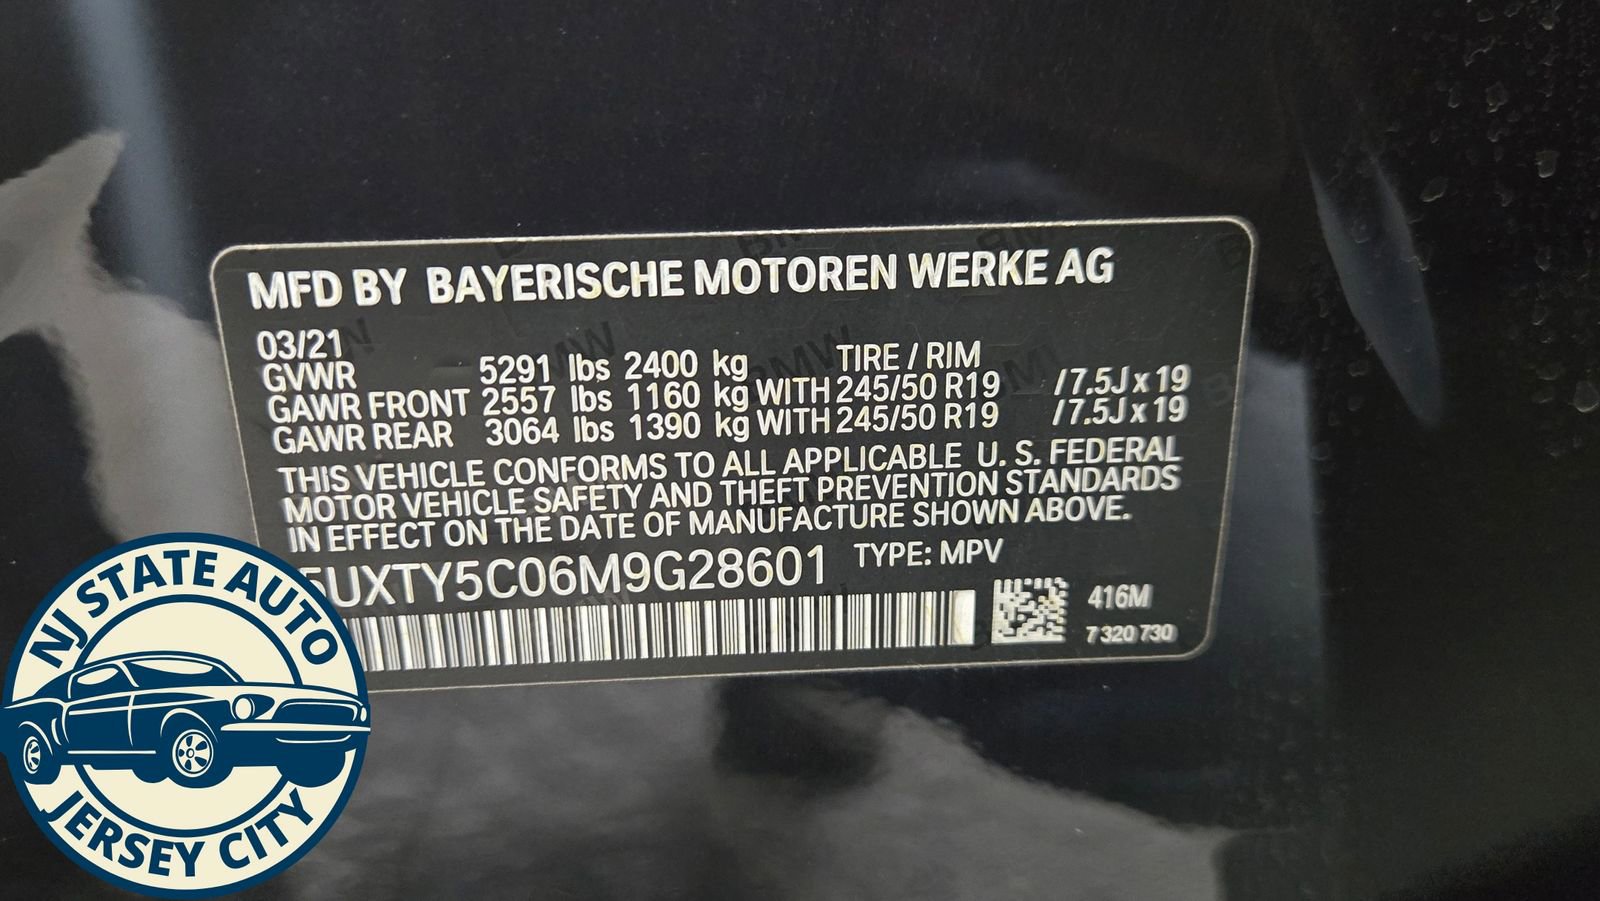 MFD BY BAYERISCHE MOTOREN WERKE AG
03/21
GVWR 5291 lbs 2400 kg TIRE / RIM
GAWR FRONT 2557 lbs 1160 kg WITH 245/50 R19 / 7.5J x 19
GAWR REAR 3064 lbs 1390 kg WITH 245/50 R19 / 7.5J x 19
THIS VEHICLE CONFORMS TO ALL APPLICABLE U. S. FEDERAL
MOTOR VEHICLE SAFETY AND THEFT PREVENTION STANDARDS
IN EFFECT ON THE DATE OF MANUFACTURE SHOWN ABOVE.
5UXTY5C06M9G28601 TYPE: MPV
416M
7 320 730
NJ STATE AUTO
JERSEY CITY